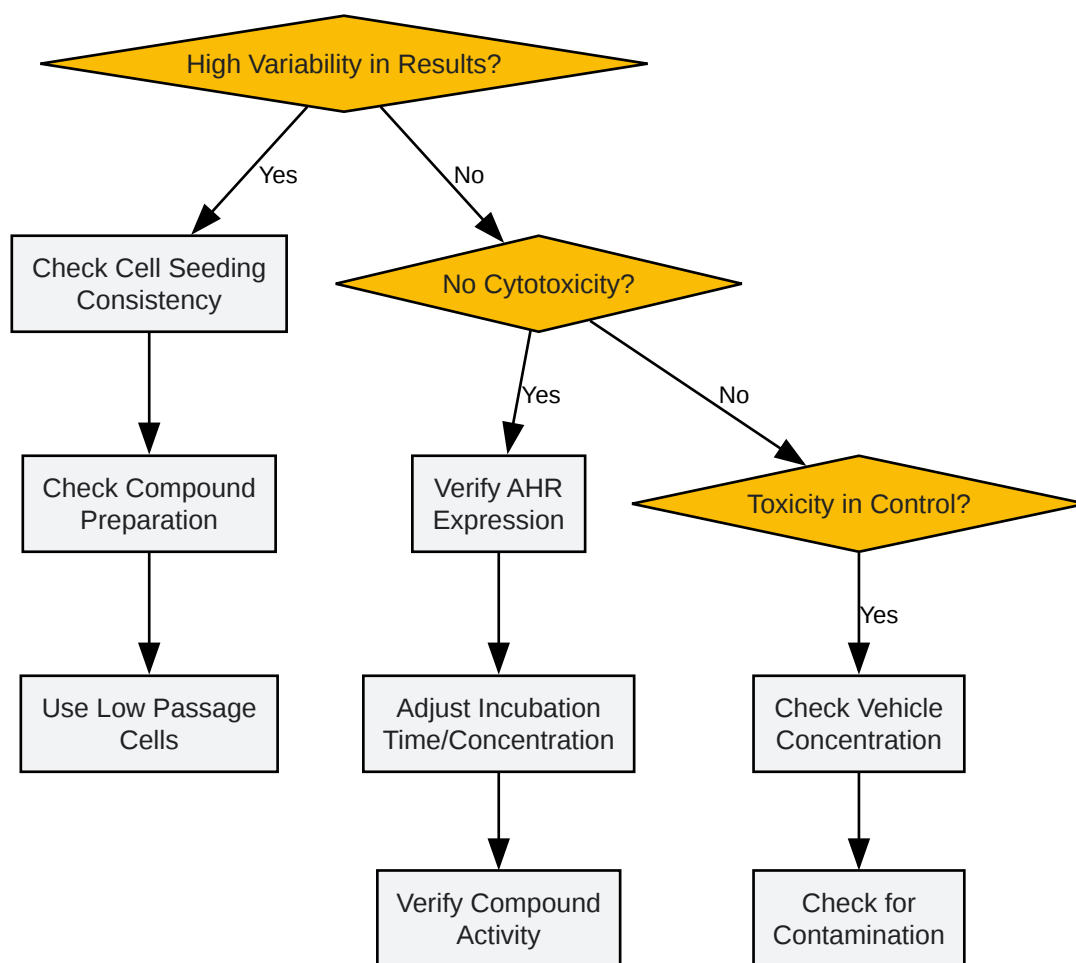 High Variability in Results?
Yes
No
Check Cell Seeding
Consistency
No Cytotoxicity?
Yes
No
Check Compound
Preparation
Verify AHR
Expression
Toxicity in Control?
Yes
Use Low Passage
Cells
Adjust Incubation
Time/Concentration
Check Vehicle
Concentration
Verify Compound
Activity
Check for
Contamination